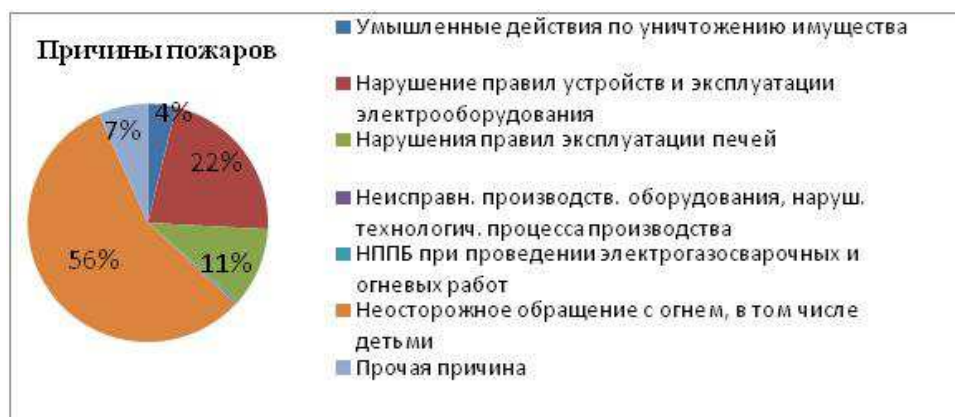 Причины пожаров
4%
22%
11%
56%
7%
Умышленные действия по уничтожению имущества
Нарушение правил устройств и эксплуатации
электрооборудования
Нарушения правил эксплуатации печей
Неисправн. производств. оборудования, наруш.
технологич. процесса производства
НППБ при проведении электрогазосварочных и
огневых работ
Неосторожное обращение с огнем, в том числе
детьми
Прочая причина